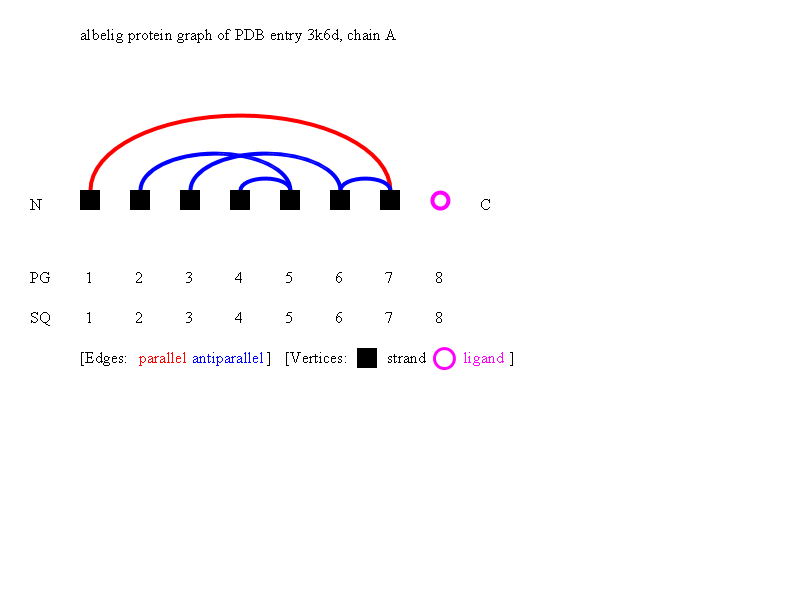 albelig protein graph of PDB entry 3k6d, chain A
N C
PG 1 2 3 4 5 6 7 8
SQ 1 2 3 4 5 6 7 8
[Edges: parallel antiparallel ] [Vertices: strand ligand ]